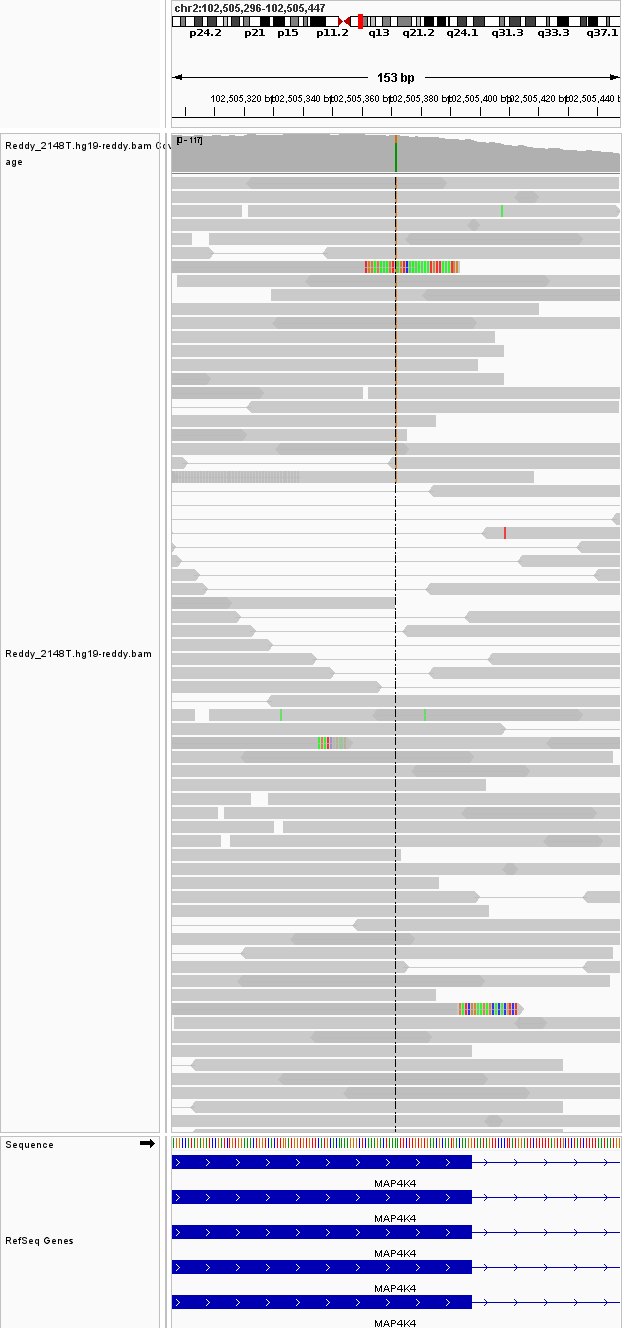 chr2:102,505,296-102,505,447
p24.2 p21 p15 p11.2 q13 q21.2 q24.1 q31.3 q33.3 q37.1
153 bp
102,505,320 bp 102,505,340 bp 102,505,360 bp 102,505,380 bp 102,505,400 bp 102,505,420 bp 102,505,440 b
Reddy_2148T.hg19-reddy.bam Cov
age
[0 - 117]
Reddy_2148T.hg19-reddy.bam
Sequence
MAP4K4
MAP4K4
RefSeq Genes
MAP4K4
MAP4K4
MAP4K4